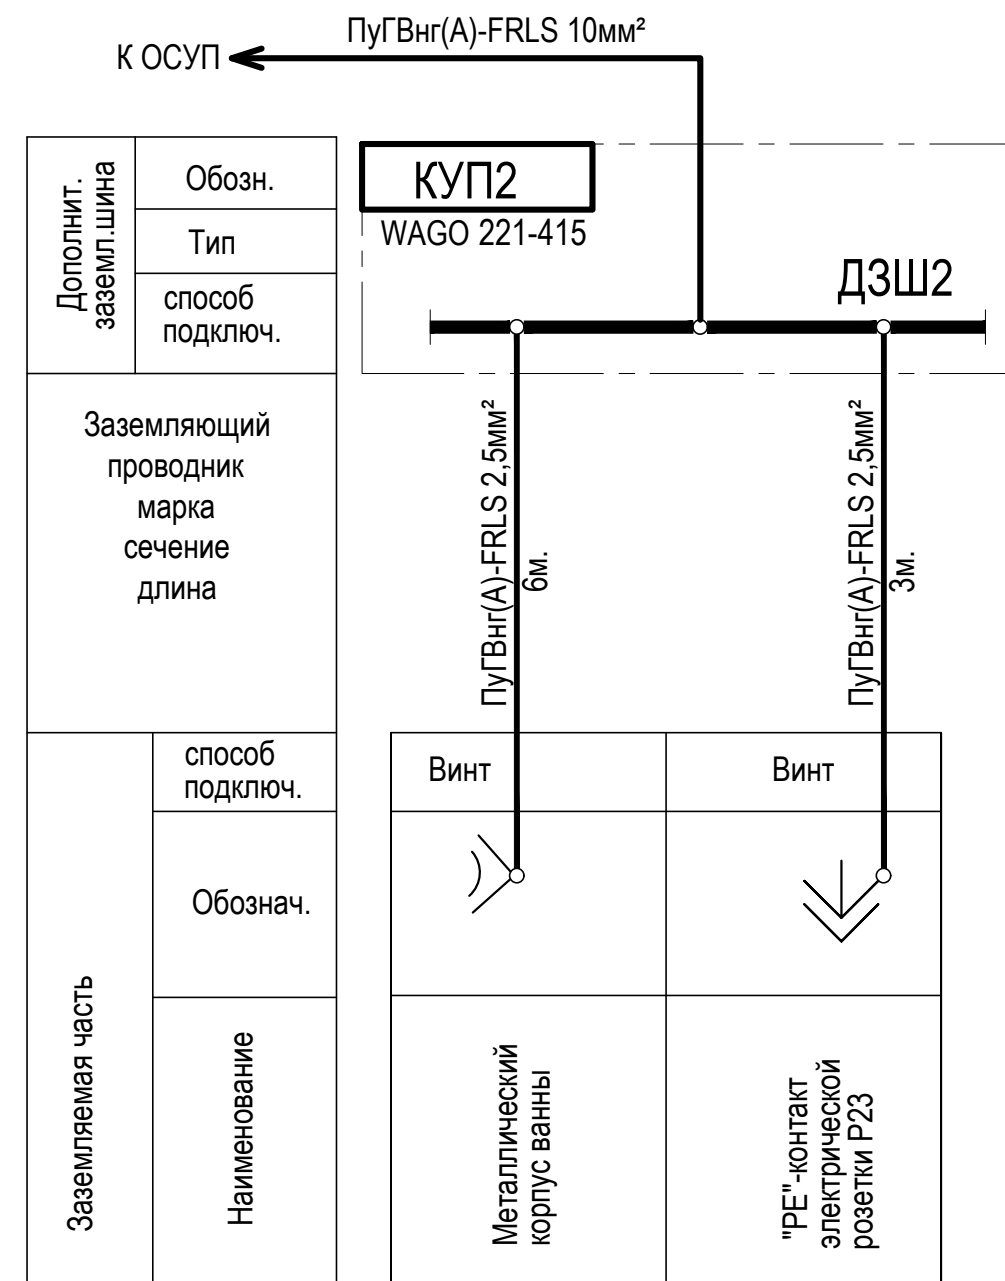 ПуГВнг(А)-FRLS 10мм²
К ОСУП
Дополнит.
заземл.шина
Обозн.
Тип
способ
подключ.
КУП2
WAGO 221-415
ДЗШ2
Заземляющий
проводник
марка
сечение
длина
ПуГВнг(А)-FRLS 2,5мм²
6м.
ПуГВнг(А)-FRLS 2,5мм²
3м.
Заземляемая часть
способ
подключ.
Обознач.
Наименование
Винт
Винт
Металлический
корпус ванны
"РЕ"-контакт
электрической
розетки Р23